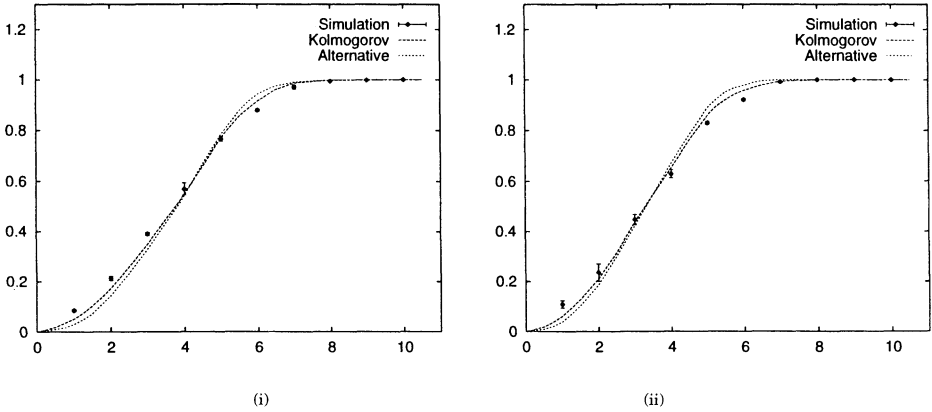 1.2
1
0.8
0.6
0.4
0.2
0
0 2 4 6 8 10
Simulation
Kolmogorov
Alternative
(i)
1.2
1
0.8
0.6
0.4
0.2
0
0 2 4 6 8 10
Simulation
Kolmogorov
Alternative
(ii)